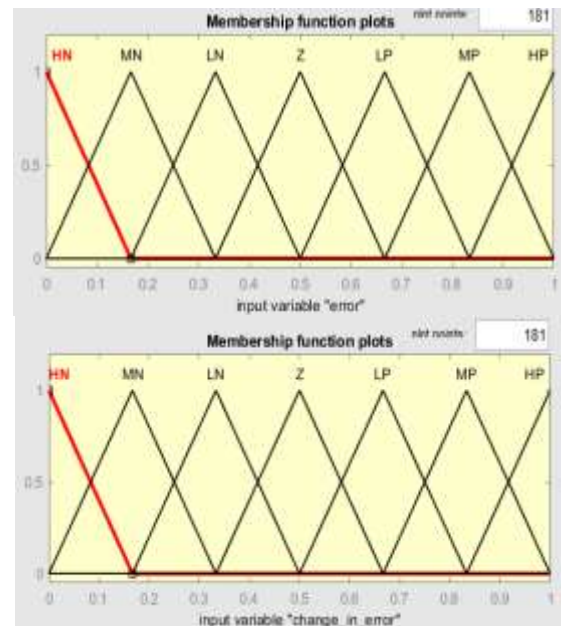 Membership function plots plot points: 181
HN MN LN Z LP MP HP
1
0.5
0
0 0.1 0.2 0.3 0.4 0.5 0.6 0.7 0.8 0.9 1
input variable "error"
Membership function plots plot points: 181
HN MN LN Z LP MP HP
1
0.5
0
0 0.1 0.2 0.3 0.4 0.5 0.6 0.7 0.8 0.9 1
input variable "change_in_error"